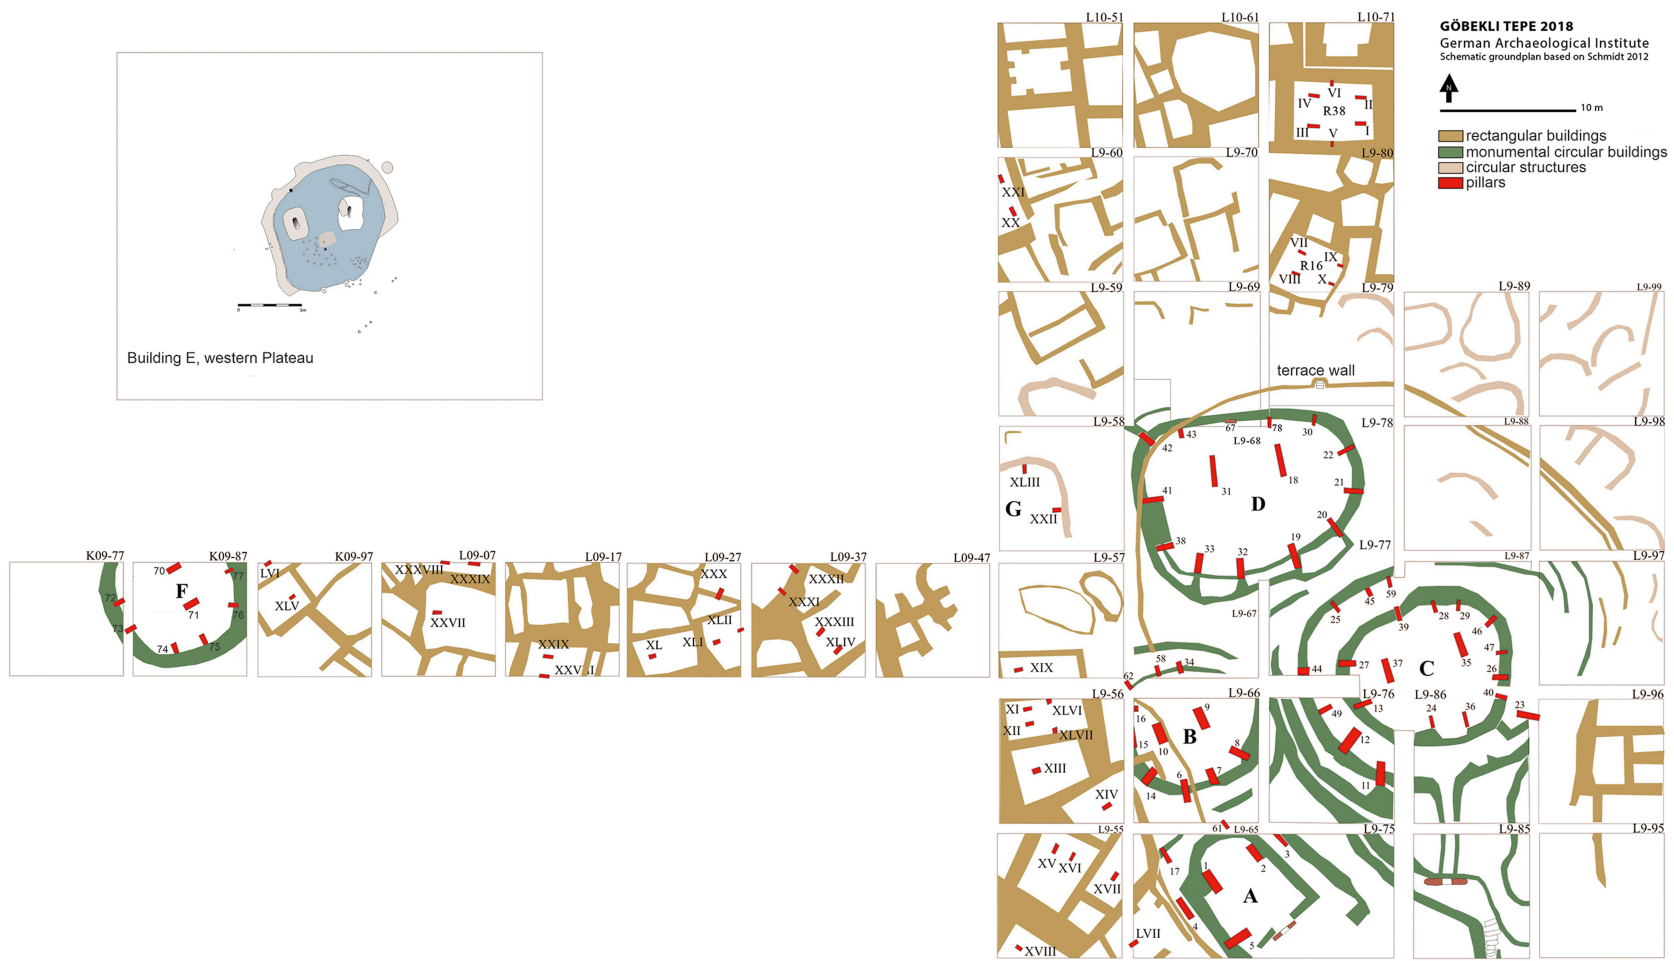 GÖBEKLI TEPE 2018
German Archaeological Institute
Schematic groundplan based on Schmidt 2012
N
10 m
rectangular buildings
monumental circular buildings
circular structures
pillars
0 5m
Building E, western Plateau
L10-51 L10-61 L10-71
VI
IV II
R38
III V I
L9-60 L9-70 L9-80
XXI
XX
VII
IX
R16
VIII X
L9-59 L9-69 L9-79 L9-89 L9-99
terrace wall
L9-58 L9-78 L9-88 L9-98
43 67 78 30
42 L9-68 22
XLIII
31 18 21
41
G D
XXII
20
38 33 32 19
L9-57 L9-77 L9-87 L9-97
K09-77 K09-87 K09-97 L09-07 L09-17 L09-27 L09-37 L09-47
70 F 77 LVI XXXVIII XXXIX XXX XXXII
72 71 76 XLV XXVII XLII XXXI XXXIII
73 74 75 XXIX XL XLI XLIV
L9-67
59 45 25 39 28 29 46
47
35
44 27 37 C 26
XIX 58 34
62
40
L9-56 L9-66 L9-76 L9-86 L9-96
XI XLVI 16 9 13 24 36 23
XII XLVII 49
15 10 B 8 12
XIII
14 6 7 11
XIV
61
L9-55 L9-65 L9-75 L9-85 L9-95
XV XVI 17 1 2 3
XVII
A
4
LVII 5
XVIII